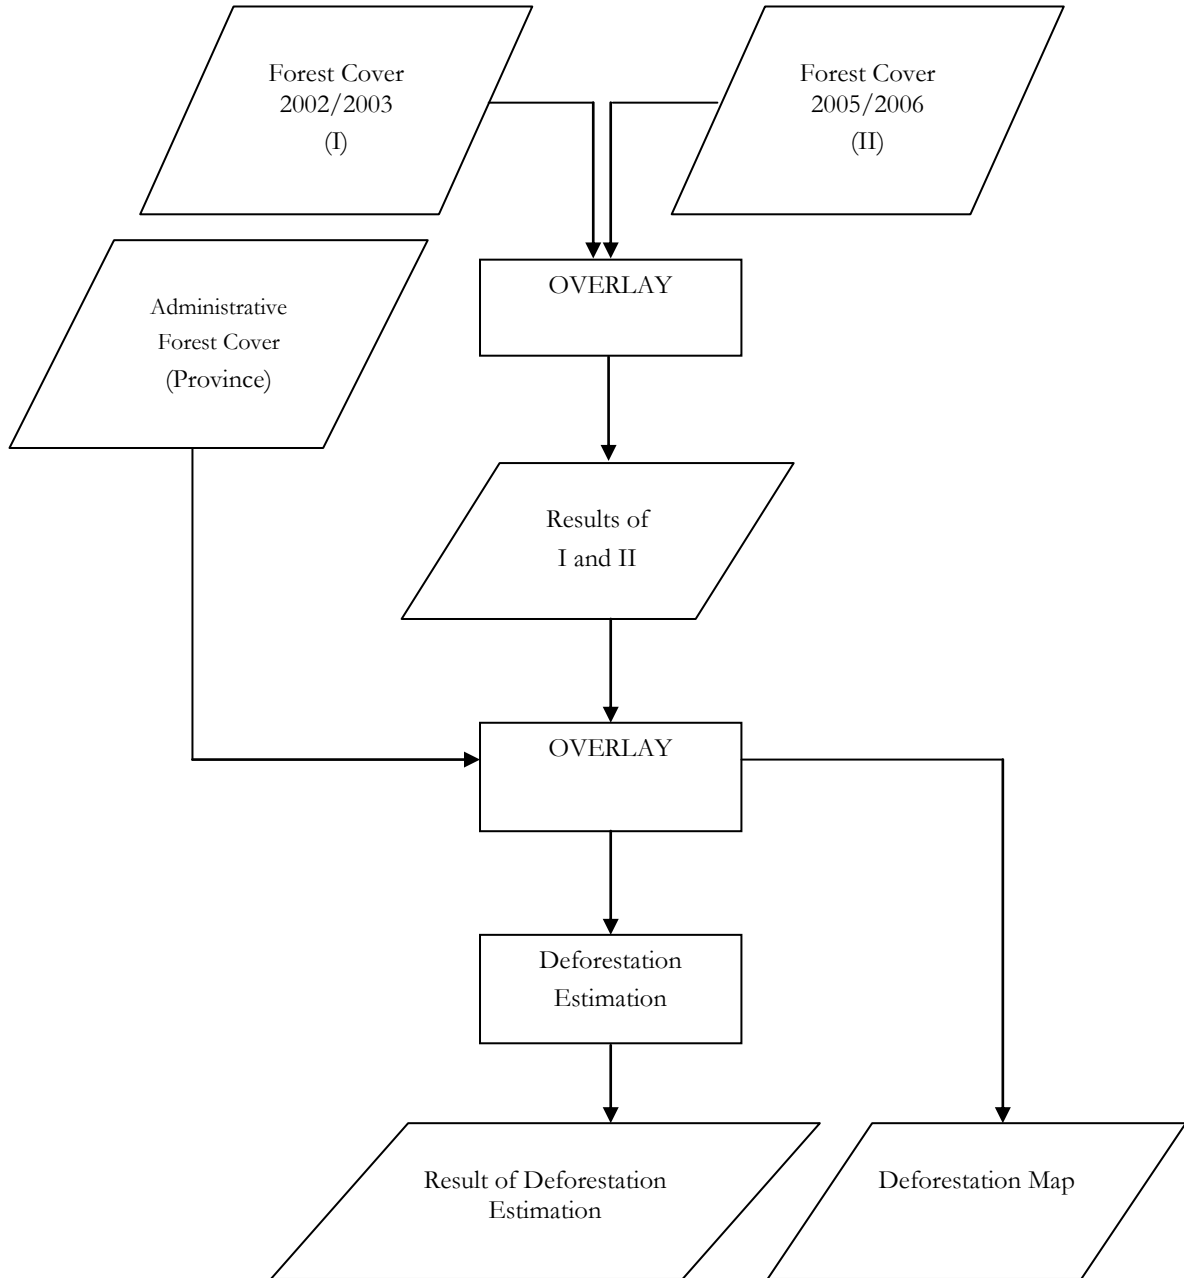 Forest Cover
2002/2003
(I)
Forest Cover
2005/2006
(II)
Administrative
Forest Cover
(Province)
OVERLAY
Results of
I and II
OVERLAY
Deforestation
Estimation
Result of Deforestation
Estimation
Deforestation Map